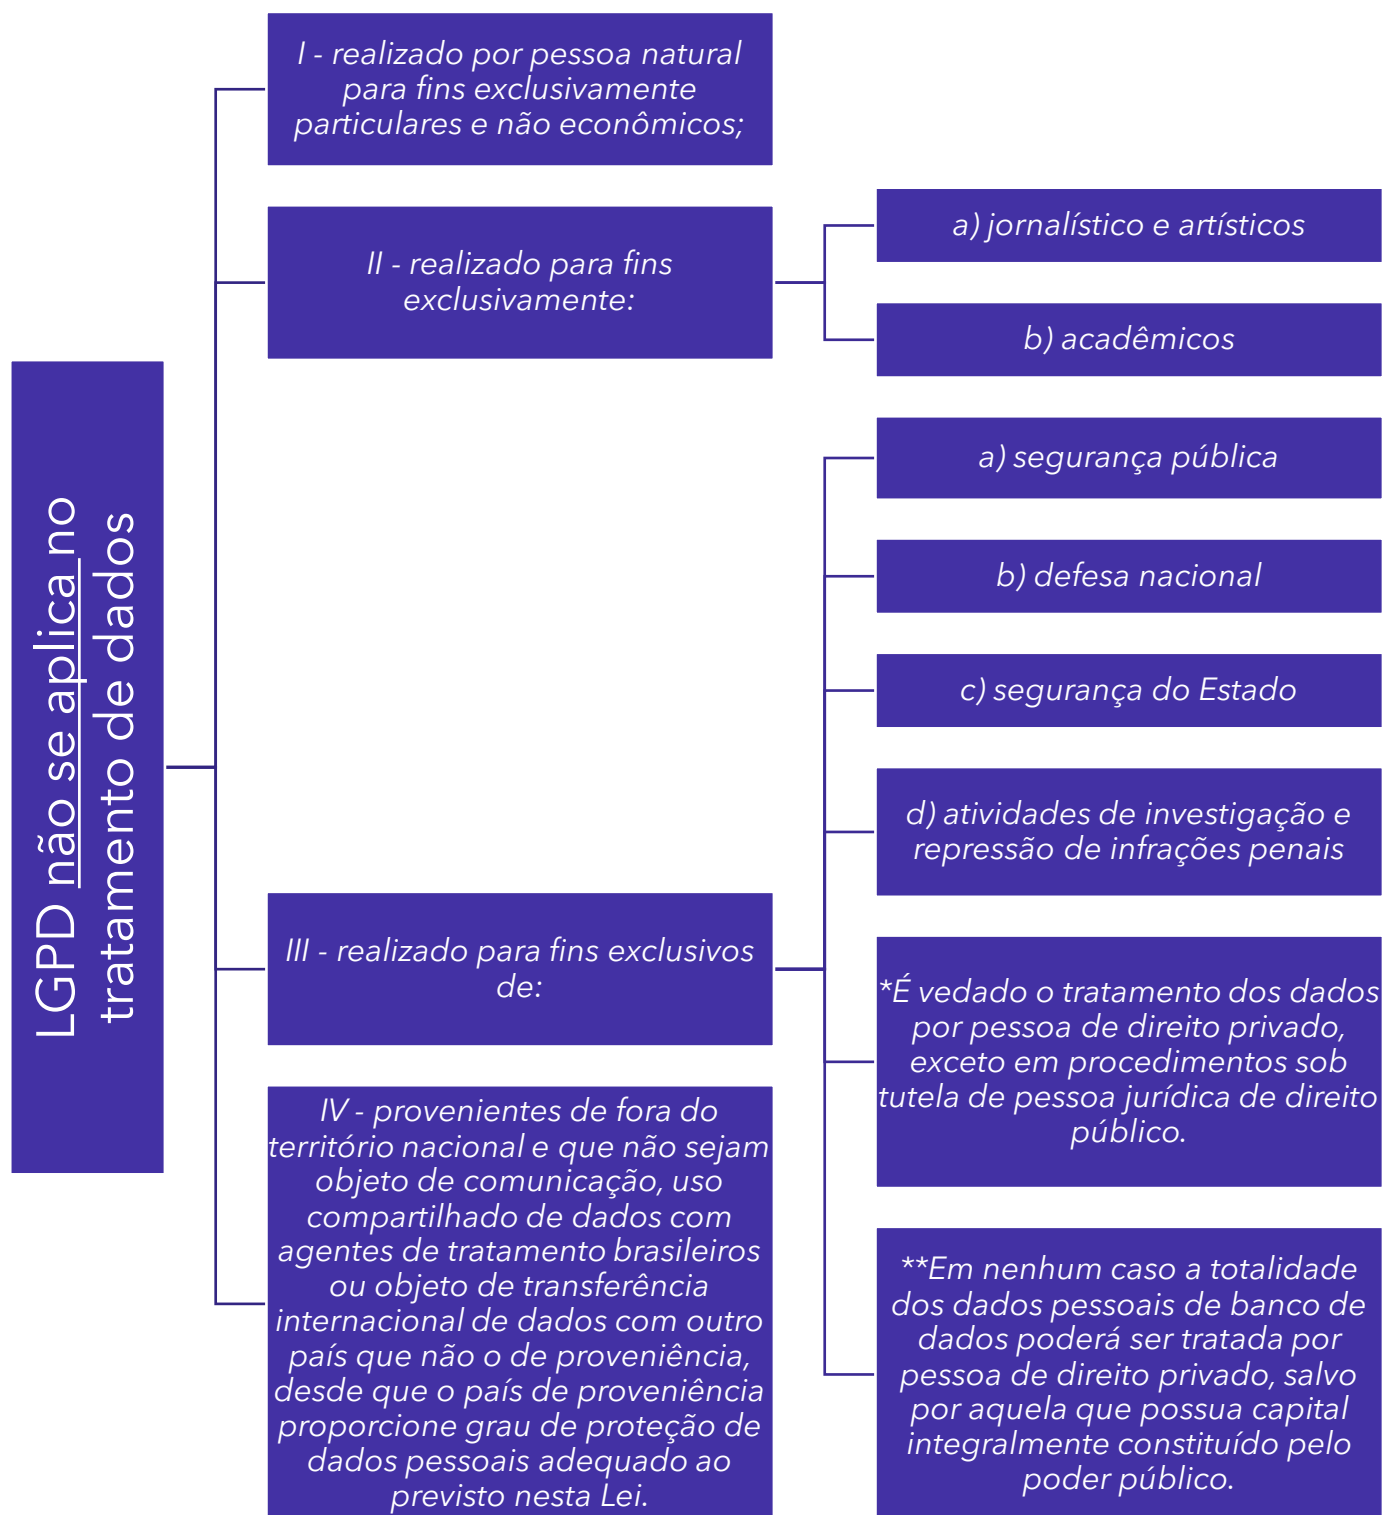 LGPD não se aplica no
tratamento de dados
I - realizado por pessoa natural
para fins exclusivamente
particulares e não econômicos;
II - realizado para fins
exclusivamente:
a) jornalístico e artísticos
b) acadêmicos
III - realizado para fins exclusivos
de:
a) segurança pública
b) defesa nacional
c) segurança do Estado
d) atividades de investigação e
repressão de infrações penais
*É vedado o tratamento dos dados
por pessoa de direito privado,
exceto em procedimentos sob
tutela de pessoa jurídica de direito
público.
**Em nenhum caso a totalidade
dos dados pessoais de banco de
dados poderá ser tratada por
pessoa de direito privado, salvo
por aquela que possua capital
integralmente constituído pelo
poder público.
IV - provenientes de fora do
território nacional e que não sejam
objeto de comunicação, uso
compartilhado de dados com
agentes de tratamento brasileiros
ou objeto de transferência
internacional de dados com outro
país que não o de proveniência,
desde que o país de proveniência
proporcione grau de proteção de
dados pessoais adequado ao
previsto nesta Lei.